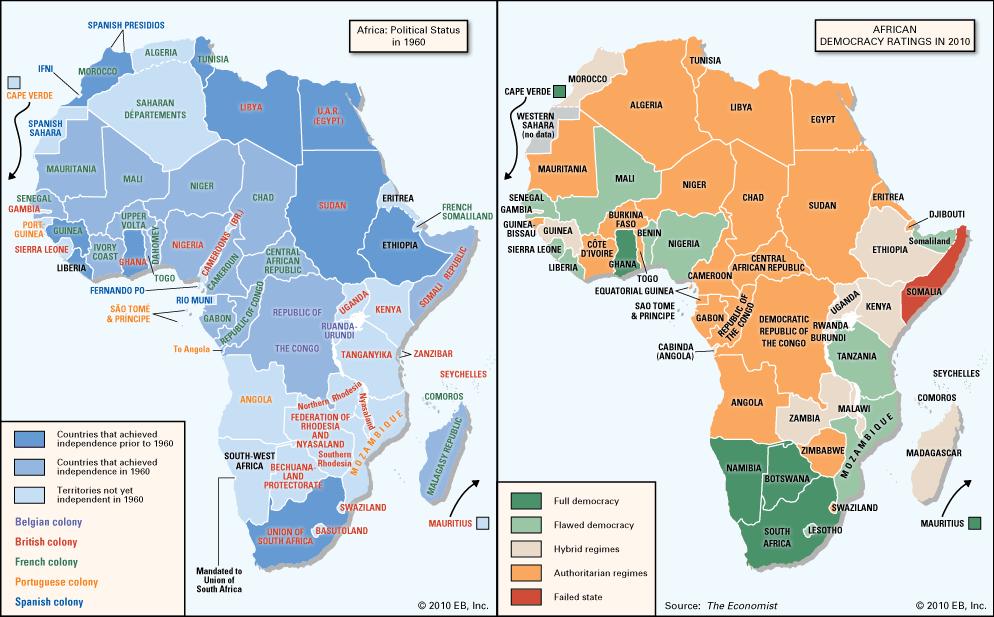 Africa: Political Status
in 1960
SPANISH PRESIDIOS
ALGERIA
TUNISIA
IFNI
MOROCCO
CAPE VERDE
SAHARAN
DÉPARTEMENTS
LIBYA
U.A.R.
(EGYPT)
SPANISH
SAHARA
MAURITANIA
MALI
NIGER
CHAD
SUDAN
ERITREA
FRENCH
SOMALILAND
SENEGAL
GAMBIA
PORT.
GUINEA
GUINEA
UPPER
VOLTA
DAHOMEY
NIGERIA
CAMEROONS (BR.)
SIERRA LEONE
IVORY
COAST
GHANA
CAMEROUN
CENTRAL
AFRICAN
REPUBLIC
ETHIOPIA
SOMALI REPUBLIC
LIBERIA
TOGO
FERNANDO PO
RIO MUNI
SÃO TOMÉ
& PRINCIPE
GABON
REPUBLIC OF CONGO
REPUBLIC OF
THE CONGO
UGANDA
KENYA
RUANDA-
URUNDI
To Angola
TANGANYIKA
ZANZIBAR
SEYCHELLES
ANGOLA
Northern Rhodesia
Nyasaland
COMOROS
FEDERATION OF
RHODESIA
AND
NYASALAND
Southern
Rhodesia
MOZAMBIQUE
MALAGASY REPUBLIC
SOUTH-WEST
AFRICA
BECHUANA-
LAND
PROTECTORATE
SWAZILAND
MAURITIUS
UNION OF
SOUTH AFRICA
BASUTOLAND
Mandated to
Union of
South Africa
Countries that achieved
independence prior to 1960
Countries that achieved
independence in 1960
Territories not yet
independent in 1960
Belgian colony
British colony
French colony
Portuguese colony
Spanish colony
© 2010 EB, Inc.
AFRICAN
DEMOCRACY RATINGS IN 2010
TUNISIA
MOROCCO
CAPE VERDE
ALGERIA
LIBYA
EGYPT
WESTERN
SAHARA
(no data)
MAURITANIA
MALI
NIGER
CHAD
SUDAN
ERITREA
DJIBOUTI
SENEGAL
GAMBIA
GUINEA-
BISSAU
GUINEA
BURKINA
FASO
BENIN
NIGERIA
Somaliland
ETHIOPIA
SIERRA LEONE
CÔTE
D'IVOIRE
GHANA
CENTRAL
AFRICAN REPUBLIC
LIBERIA
TOGO
CAMEROON
SOMALIA
EQUATORIAL GUINEA
SAO TOME
& PRINCIPE
GABON
REPUBLIC OF
THE CONGO
DEMOCRATIC
REPUBLIC OF
THE CONGO
UGANDA
KENYA
RWANDA
BURUNDI
CABINDA
(ANGOLA)
TANZANIA
SEYCHELLES
ANGOLA
COMOROS
ZAMBIA
MALAWI
MOZAMBIQUE
ZIMBABWE
MADAGASCAR
NAMIBIA
BOTSWANA
SWAZILAND
MAURITIUS
SOUTH
AFRICA
LESOTHO
Full democracy
Flawed democracy
Hybrid regimes
Authoritarian regimes
Failed state
Source: The Economist
© 2010 EB, Inc.